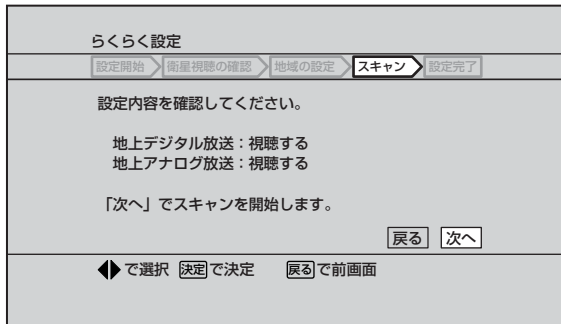 らくらく設定
設定開始 衛星視聴の確認 地域の設定 スキャン 設定完了
設定内容を確認してください。
地上デジタル放送：視聴する
地上アナログ放送：視聴する
「次へ」でスキャンを開始します。
戻る 次へ
で選択 決定で決定 戻るで前画面